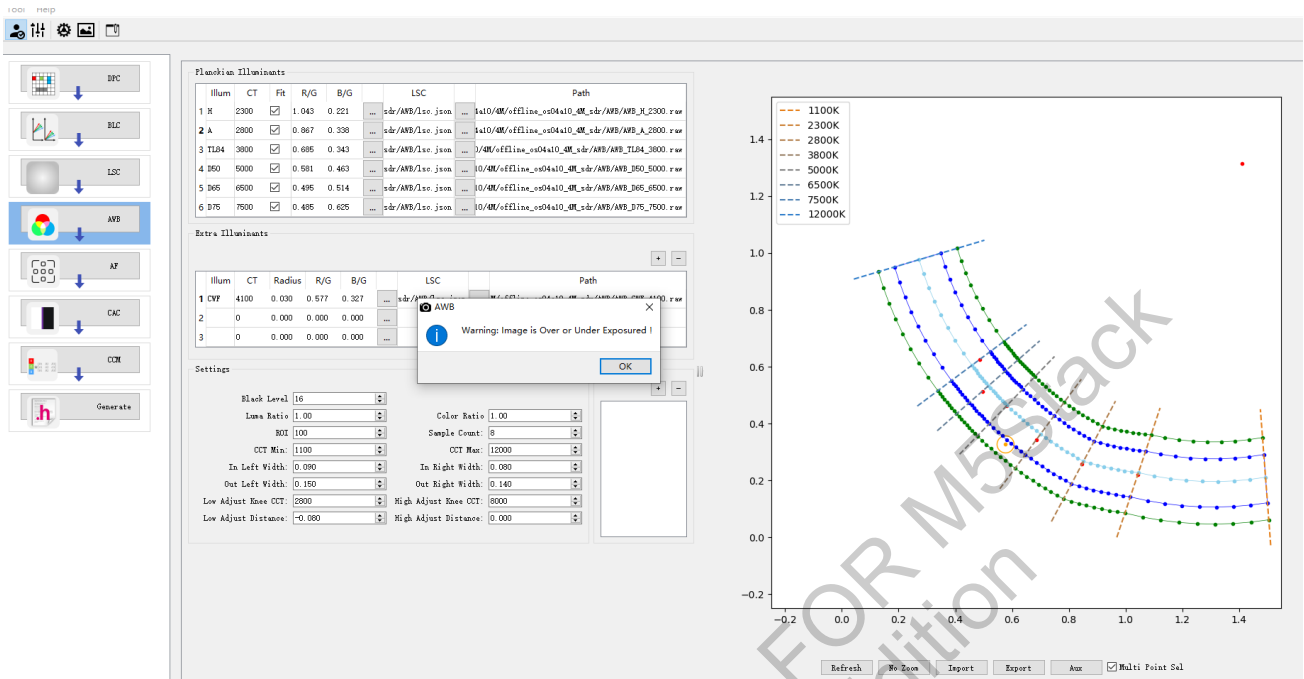 Tool Help
DPC
BLC
LSC
AWB
AF
CAC
CCM
.h Generate
Planckian Illuminants
Illum CT Fit R/G B/G LSC Path
1 H 2300 1.043 0.221 ... sdr/AWB/lsc.json ... 4a10/4M/offline_os04a10_4M_sdr/AWB/AWB_H_2300.raw
2 A 2800 0.867 0.338 ... sdr/AWB/lsc.json ... 4a10/4M/offline_os04a10_4M_sdr/AWB/AWB_A_2800.raw
3 TL84 3800 0.685 0.343 ... sdr/AWB/lsc.json ... )/4M/offline_os04a10_4M_sdr/AWB/AWB_TL84_3800.raw
4 D50 5000 0.581 0.463 ... sdr/AWB/lsc.json ... 10/4M/offline_os04a10_4M_sdr/AWB/AWB_D50_5000.raw
5 D65 6500 0.495 0.514 ... sdr/AWB/lsc.json ... 10/4M/offline_os04a10_4M_sdr/AWB/AWB_D65_6500.raw
6 D75 7500 0.485 0.625 ... sdr/AWB/lsc.json ... 10/4M/offline_os04a10_4M_sdr/AWB/AWB_D75_7500.raw
Extra Illuminants
+ -
Illum CT Radius R/G B/G LSC Path
1 CWF 4100 0.030 0.577 0.327 ...
2 0 0.000 0.000 0.000 ...
3 0 0.000 0.000 0.000 ...
AWB
Warning: Image is Over or Under Exposured !
OK
Settings
+ -
Black Level 16
Luma Ratio 1.00 Color Ratio 1.00
ROI 100 Sample Count: 8
CCT Min: 1100 CCT Max: 12000
In Left Width: 0.090 In Right Width: 0.080
Out Left Width: 0.150 Out Right Width: 0.140
Low Adjust Knee CCT: 2800 High Adjust Knee CCT: 8000
Low Adjust Distance: -0.080 High Adjust Distance: 0.000
1100K
2300K
2800K
3800K
5000K
6500K
7500K
12000K
1.4
1.2
1.0
0.8
0.6
0.4
0.2
0.0
−0.2
−0.2 0.0 0.2 0.4 0.6 0.8 1.0 1.2 1.4
FOR M5Stack
Refresh No Zoom Import Export Aux Multi Point Sel